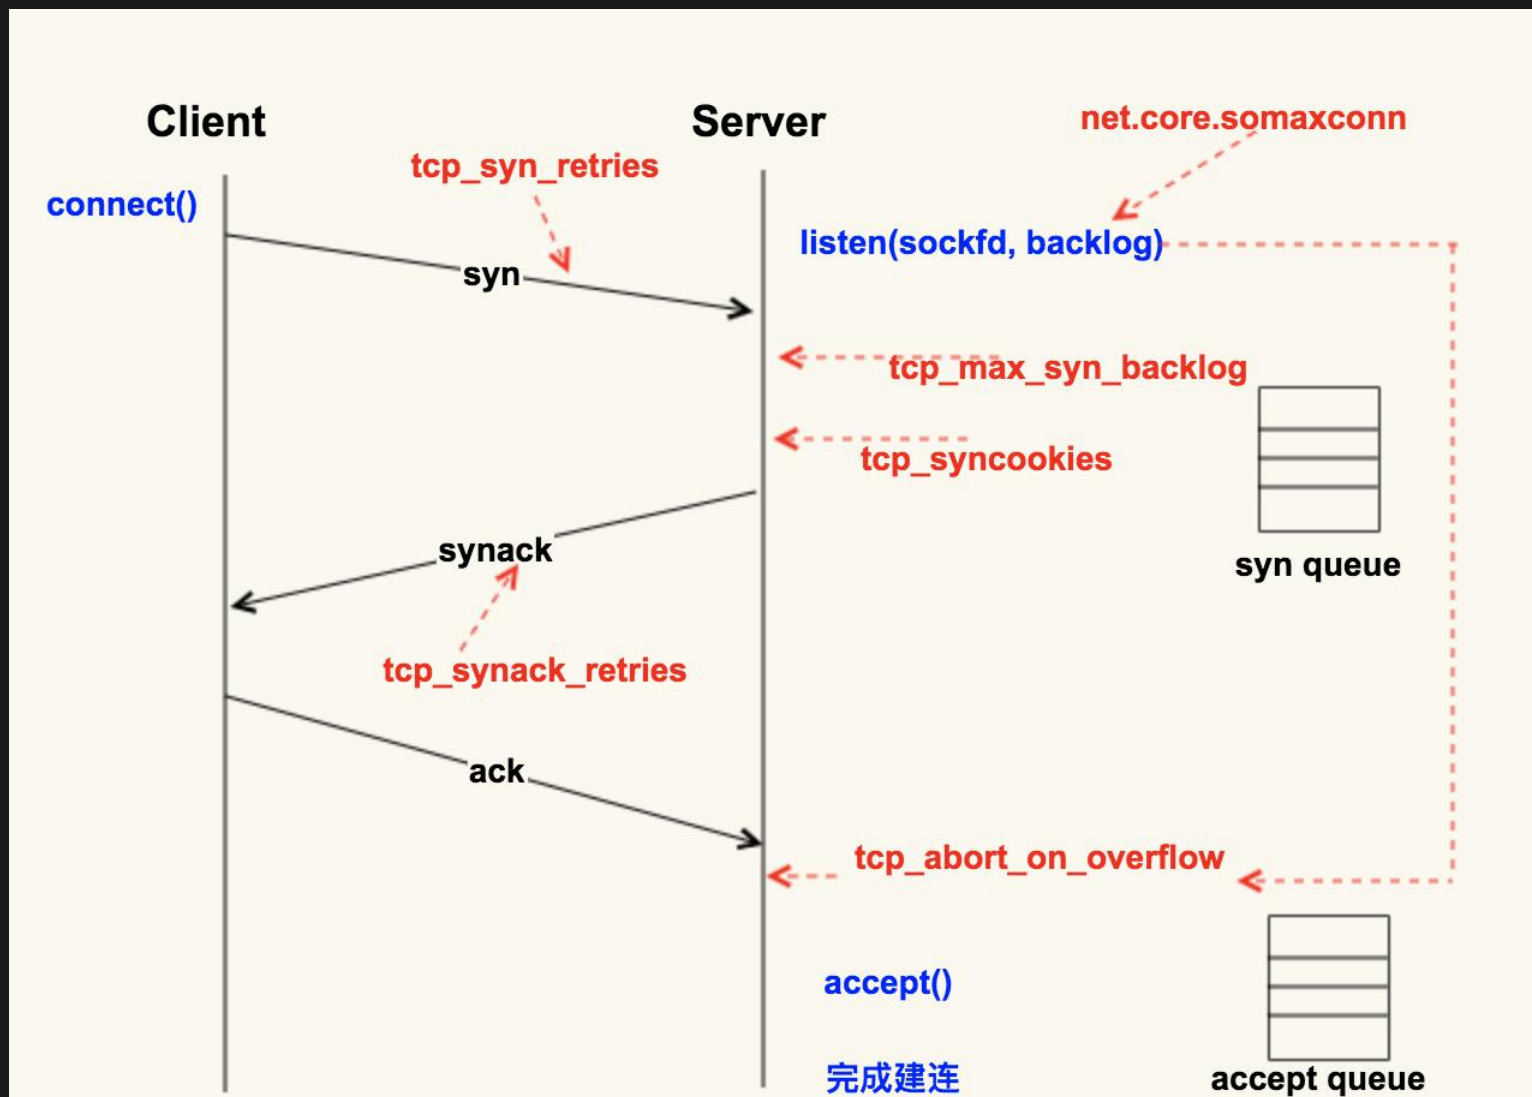 Client
Server
net.core.somaxconn
tcp_syn_retries
connect()
listen(sockfd, backlog)
syn
tcp_max_syn_backlog
tcp_syncookies
synack
syn queue
tcp_synack_retries
ack
tcp_abort_on_overflow
accept()
完成建连
accept queue